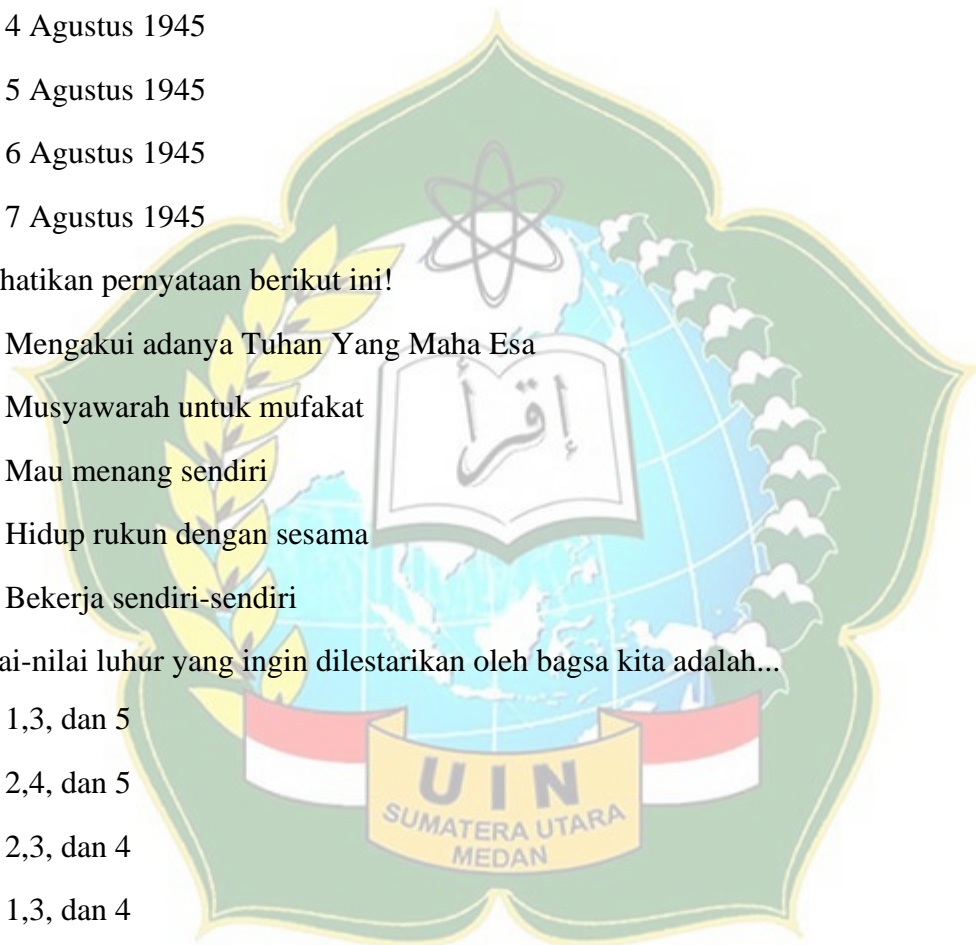 4 Agustus 1945
5 Agustus 1945
6 Agustus 1945
7 Agustus 1945
hatikan pernyataan berikut ini!
Mengakui adanya Tuhan Yang Maha Esa
Musyawarah untuk mufakat
إقرأ
Mau menang sendiri
Hidup rukun dengan sesama
Bekerja sendiri-sendiri
ai-nilai luhur yang ingin dilestarikan oleh bagsa kita adalah...
1,3, dan 5
2,4, dan 5
UIN
SUMATERA UTARA
MEDAN
2,3, dan 4
1,3, dan 4